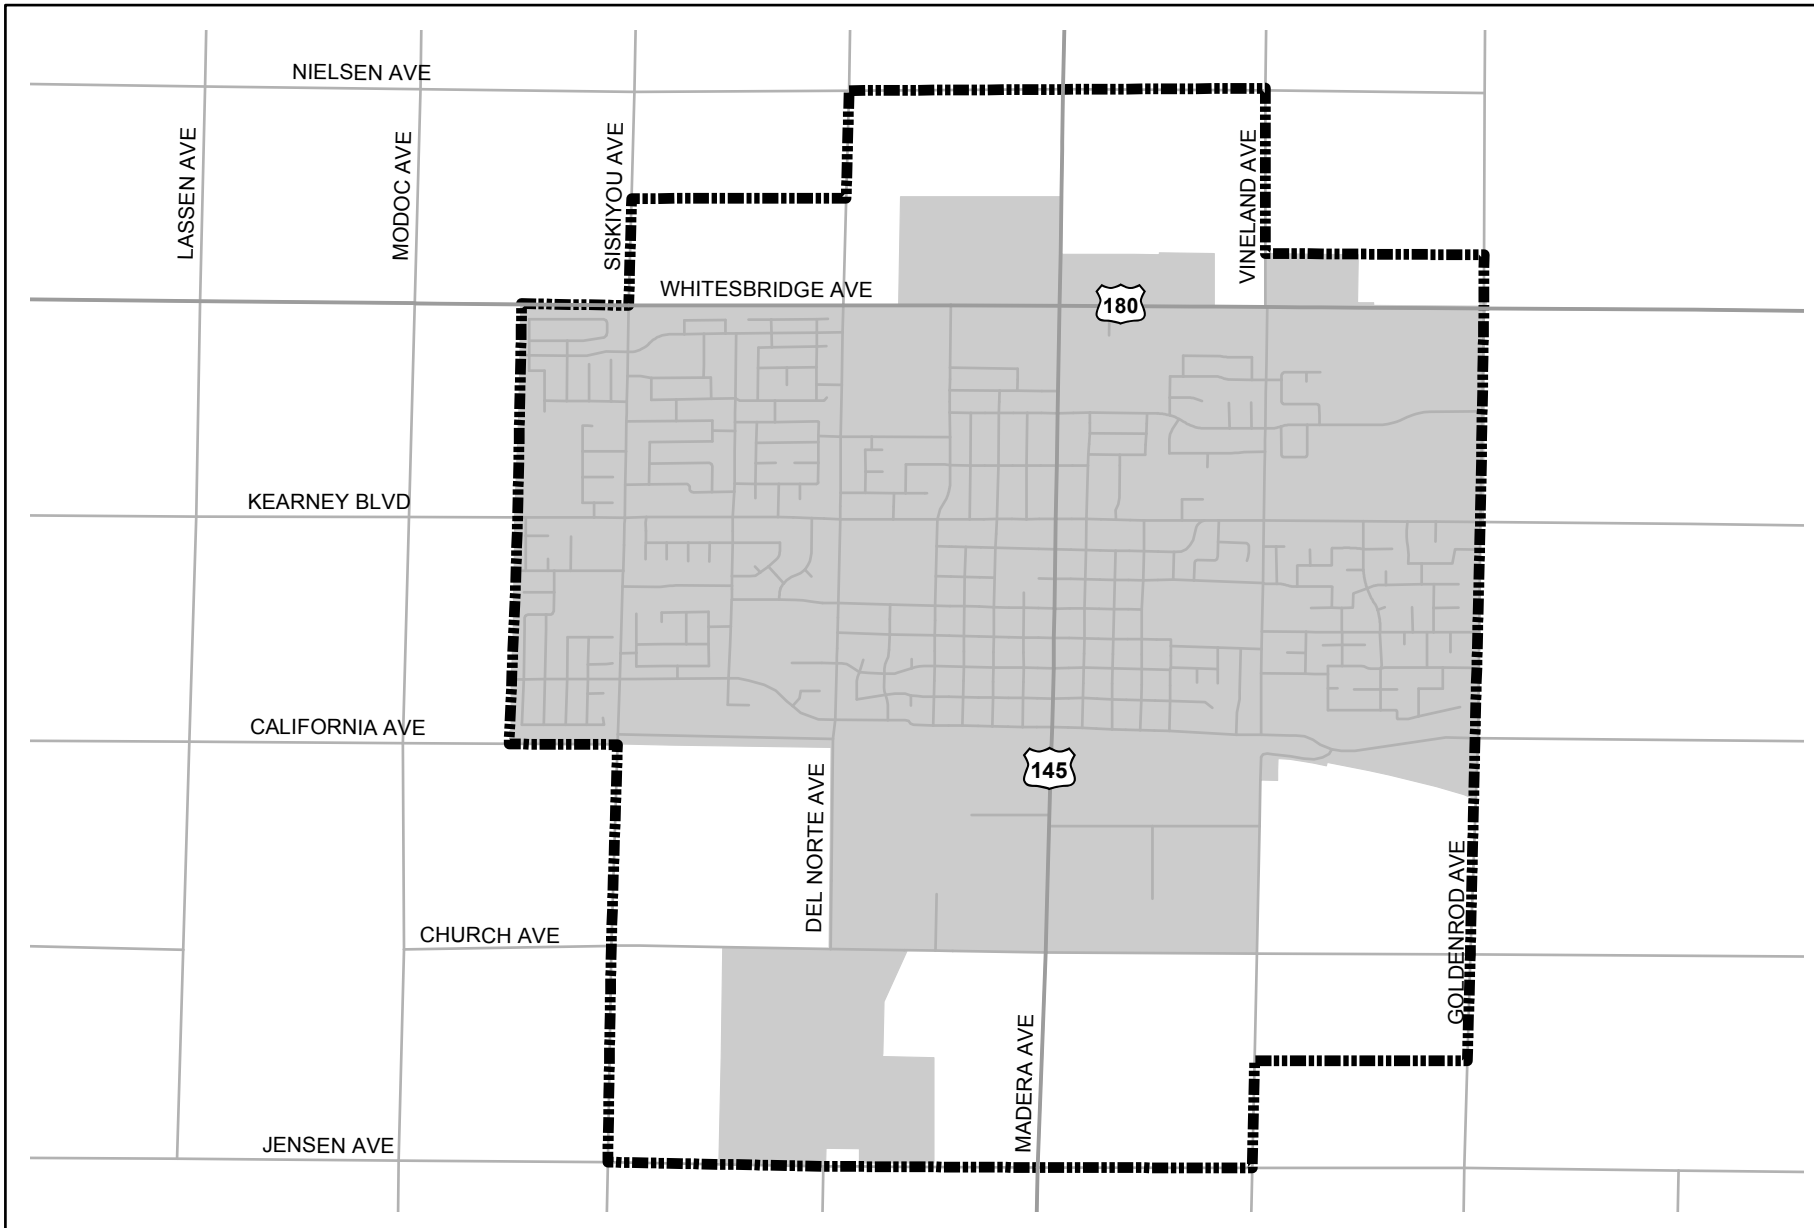 NIELSEN AVE
LASSEN AVE
MODOC AVE
SISKIYOU AVE
VINELAND AVE
WHITESBRIDGE AVE
180
KEARNEY BLVD
CALIFORNIA AVE
145
DEL NORTE AVE
GOLDENROD AVE
CHURCH AVE
MADERA AVE
JENSEN AVE